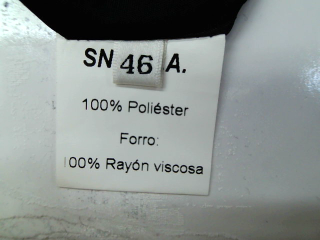 SN 46 A.
100% Poliéster
Forro:
100% Rayón viscosa